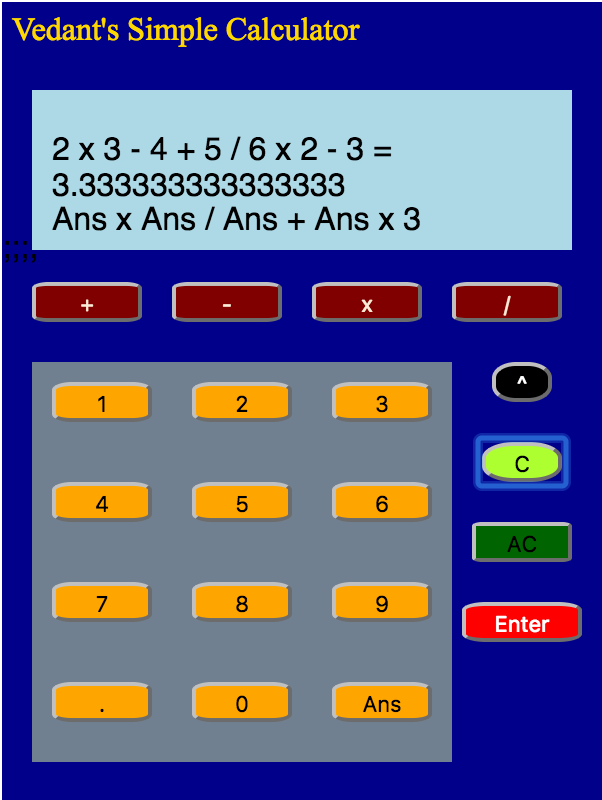 Vedant's Simple Calculator
2 x 3 - 4 + 5 / 6 x 2 - 3 =
3.333333333333333
Ans x Ans / Ans + Ans x 3
;;;;
+ - x /
^
1 2 3
C
4 5 6
AC
7 8 9
Enter
. 0 Ans